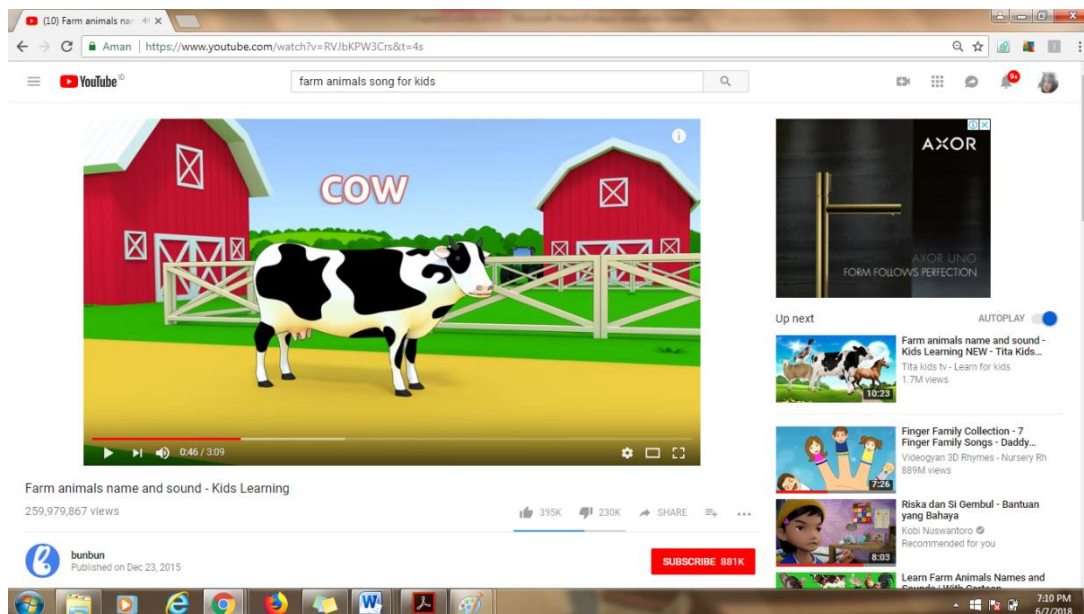 (10) Farm animals nar
Aman | https://www.youtube.com/watch?v=RVJbKPW3Crs&t=4s
YouTube ID
farm animals song for kids
9+
COW
0:46 / 3:09
AXOR
AXOR UNO
FORM FOLLOWS PERFECTION
Up next
AUTOPLAY
Farm animals name and sound -
Kids Learning NEW - Tita Kids...
Tita kids tv - Learn for kids
1.7M views
10:23
Finger Family Collection - 7
Finger Family Songs - Daddy...
Videogyan 3D Rhymes - Nursery Rh
889M views
7:26
Riska dan Si Gembul - Bantuan
yang Bahaya
Kobi Nuswantoro
Recommended for you
8:03
Learn Farm Animals Names and
Farm animals name and sound - Kids Learning
259,979,867 views
395K
230K
SHARE
bunbun
Published on Dec 23, 2015
SUBSCRIBE 881K
7:10 PM
6/7/2018